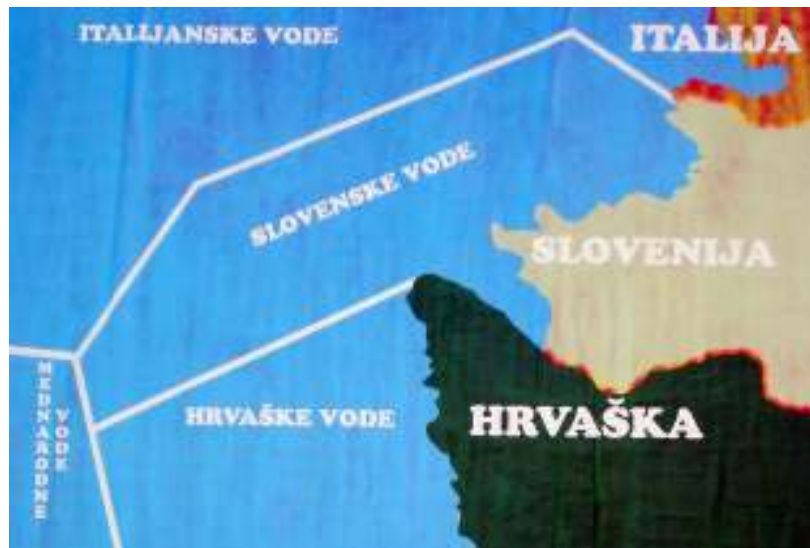 ITALIJANSKE VODE
ITALIJA
SLOVENSKE VODE
SLOVENIJA
MEDNARODNE
VODE
HRVAŠKE VODE
HRVAŠKA